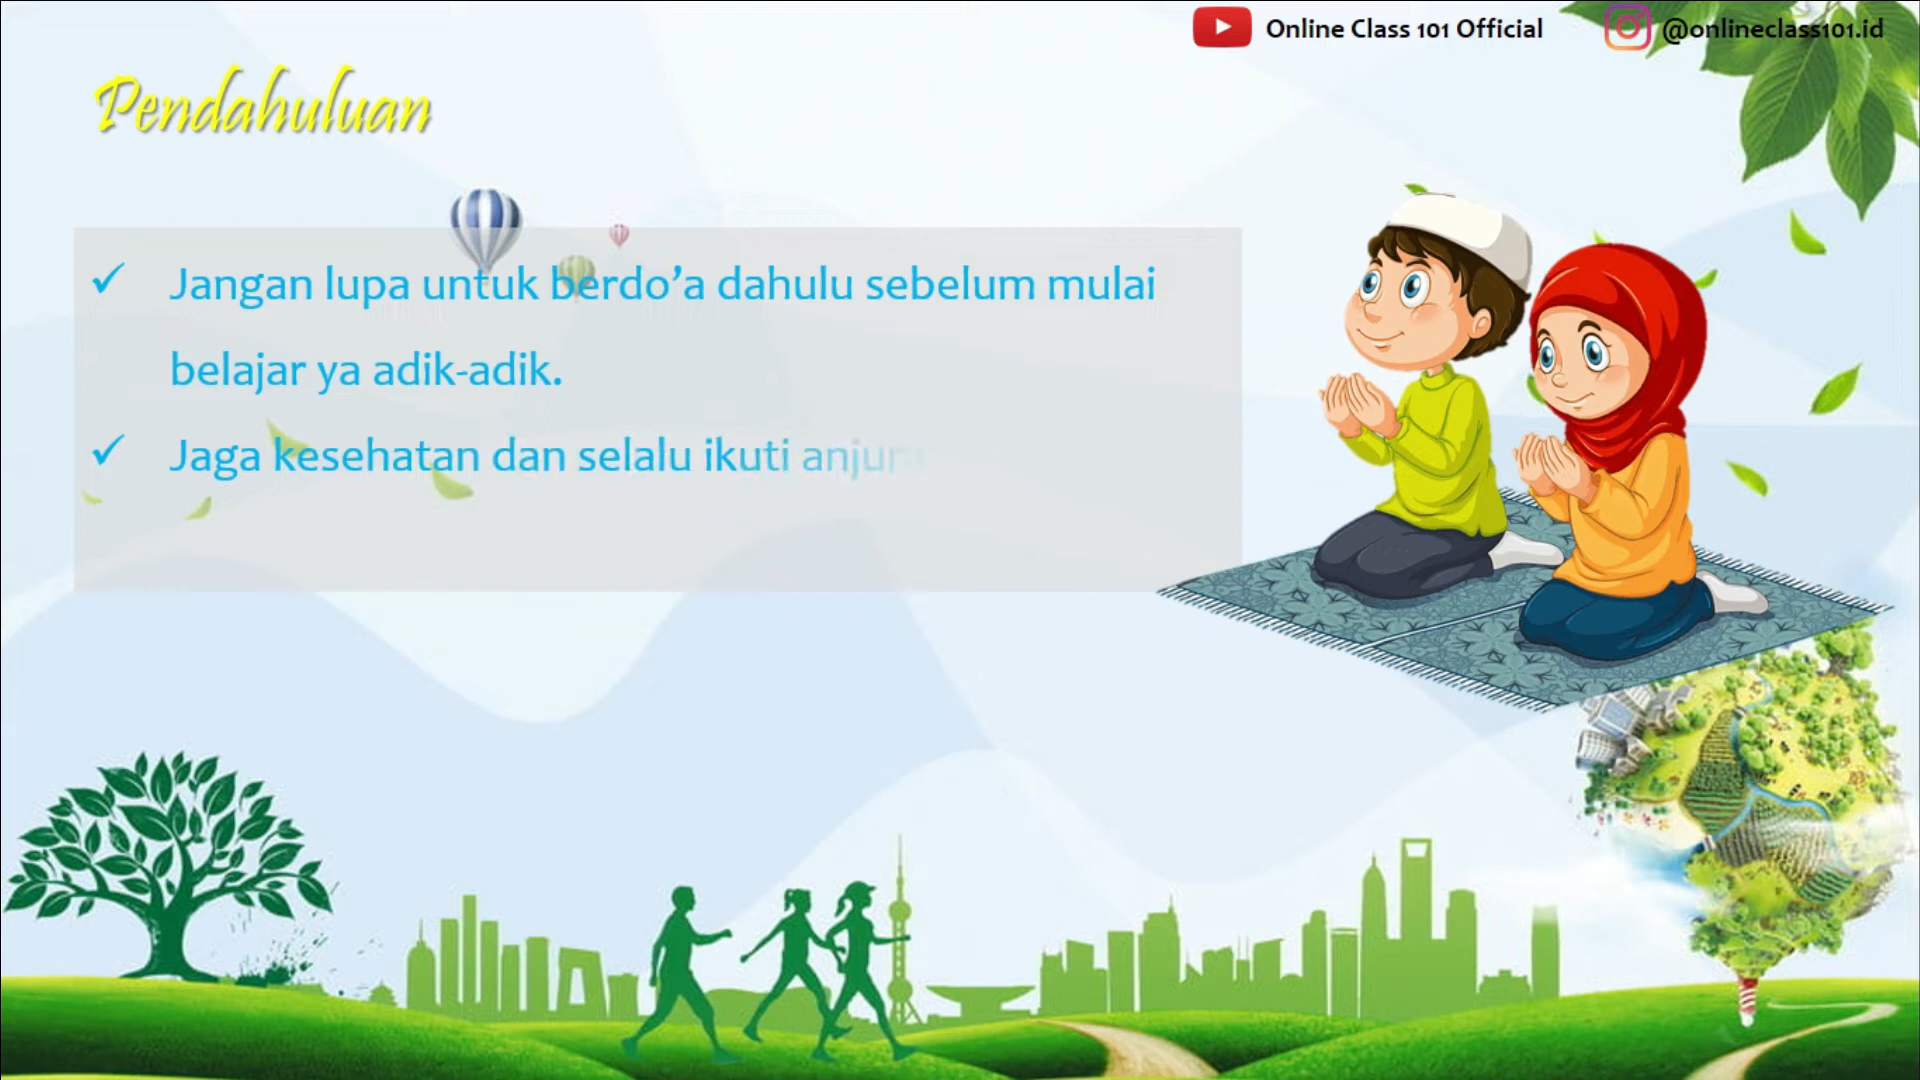 Online Class 101 Official
@onlineclass101.id
Pendahuluan
✓ Jangan lupa untuk berdo’a dahulu sebelum mulai
belajar ya adik-adik.
✓ Jaga kesehatan dan selalu ikuti